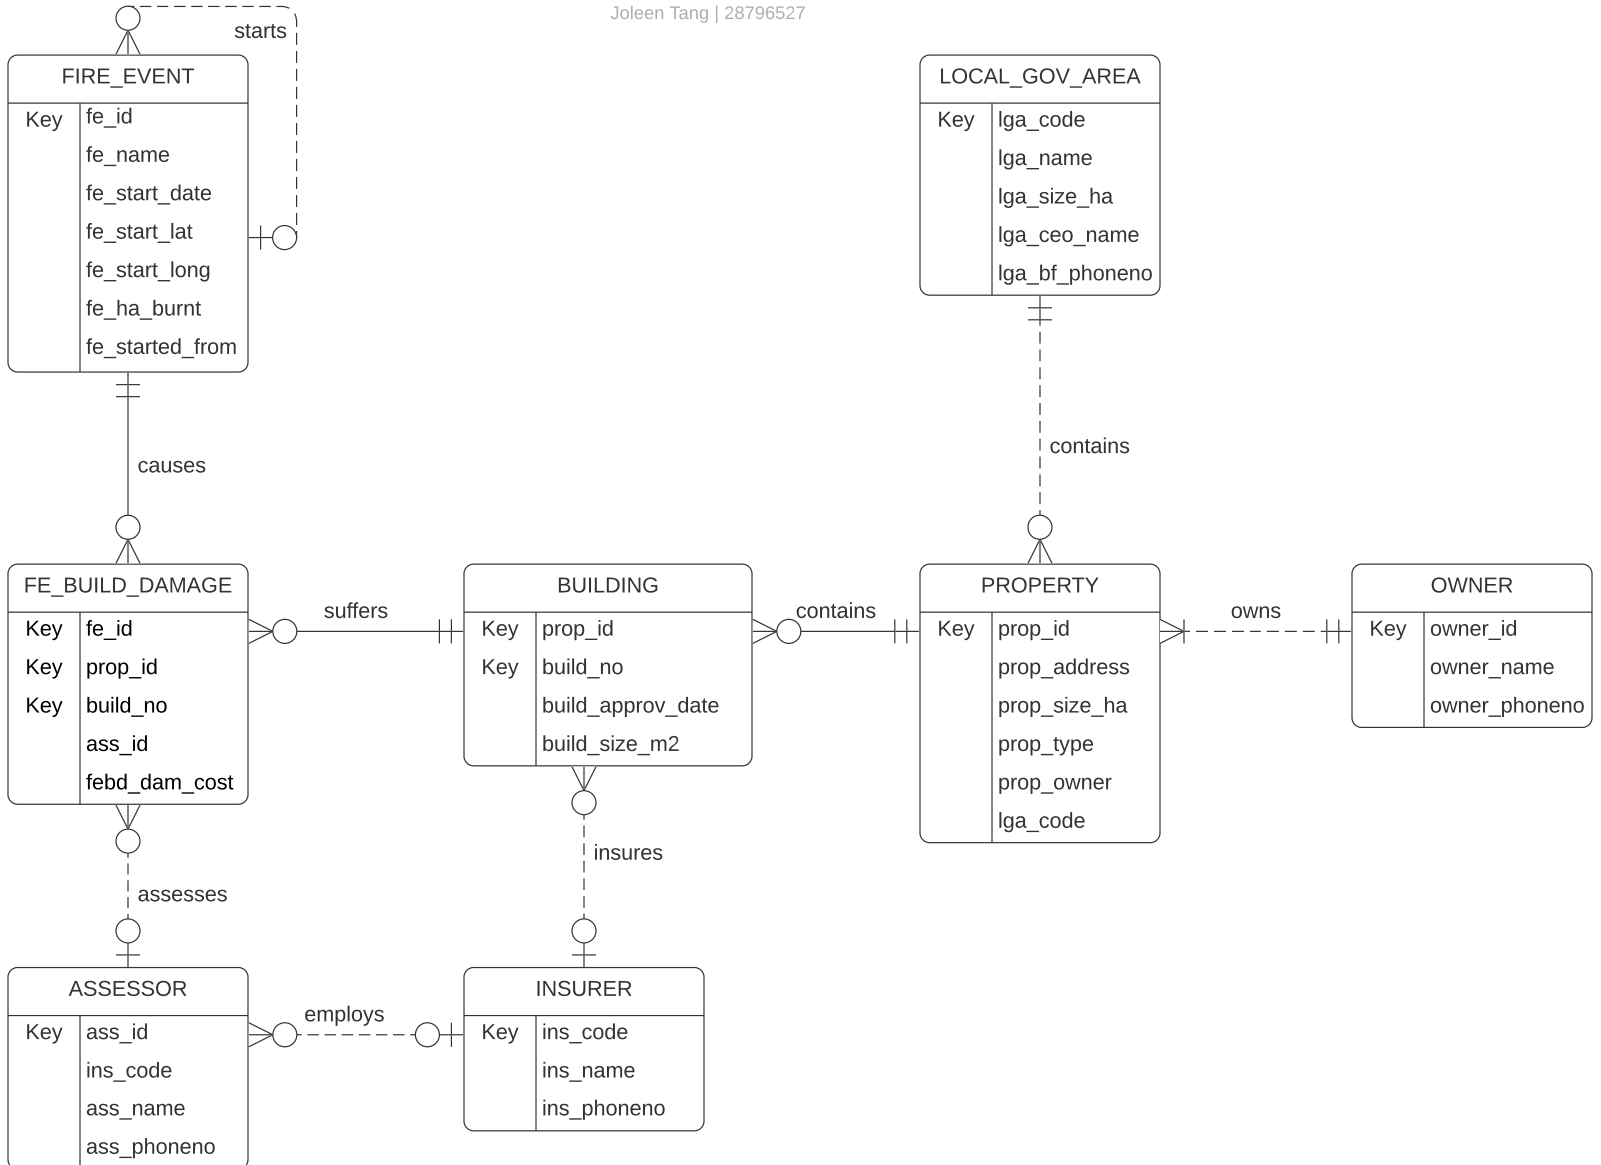 Joleen Tang | 28796527
starts
FIRE_EVENT
Key fe_id
fe_name
fe_start_date
fe_start_lat
fe_start_long
fe_ha_burnt
fe_started_from
LOCAL_GOV_AREA
Key lga_code
lga_name
lga_size_ha
lga_ceo_name
lga_bf_phoneno
causes
contains
FE_BUILD_DAMAGE
Key fe_id
Key prop_id
Key build_no
ass_id
febd_dam_cost
suffers
BUILDING
Key prop_id
Key build_no
build_approv_date
build_size_m2
contains
PROPERTY
Key prop_id
prop_address
prop_size_ha
prop_type
prop_owner
lga_code
owns
OWNER
Key owner_id
owner_name
owner_phoneno
assesses
insures
ASSESSOR
Key ass_id
ins_code
ass_name
ass_phoneno
employs
INSURER
Key ins_code
ins_name
ins_phoneno